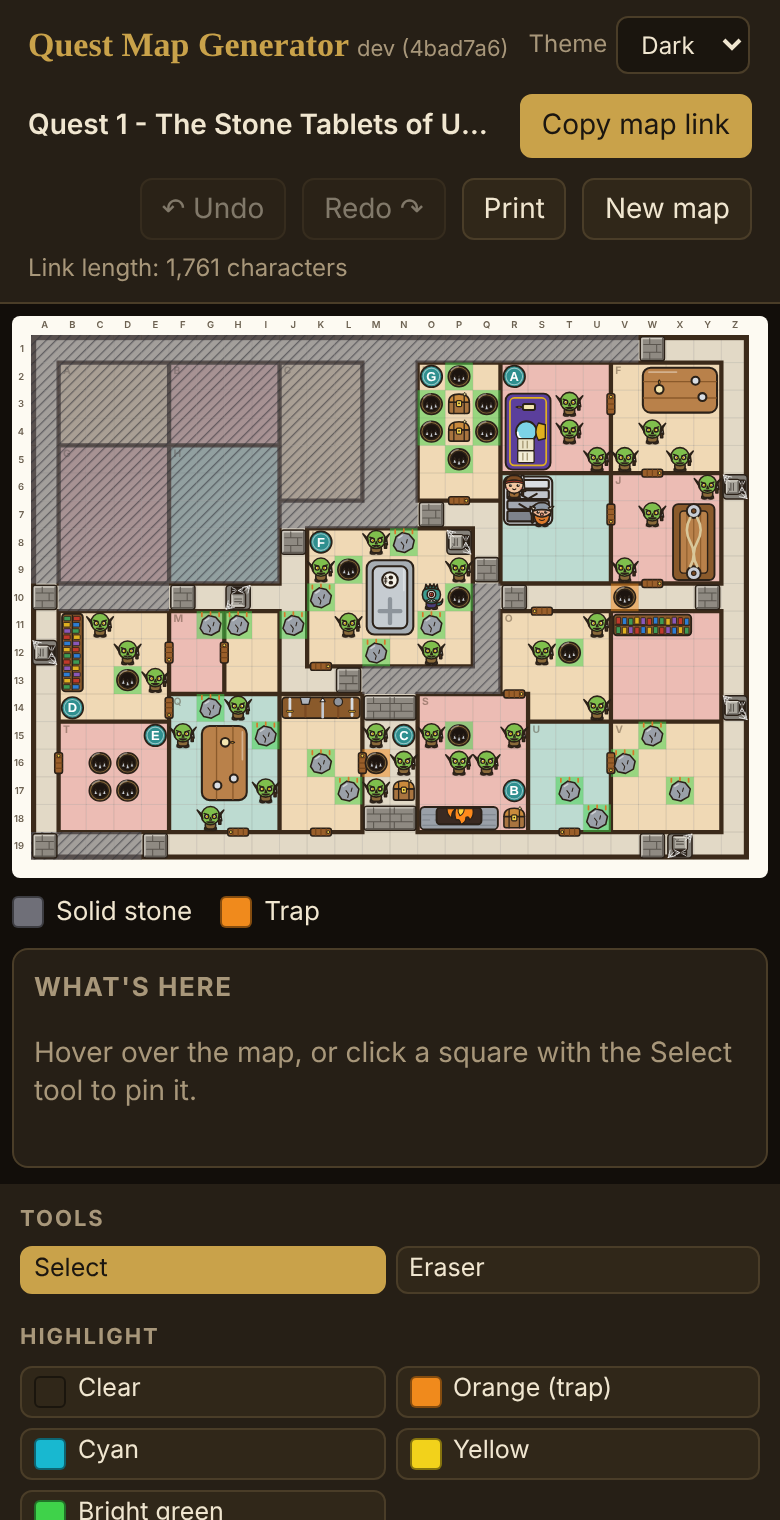 Quest Map Generator dev (4bad7a6) Theme Dark
Quest 1 - The Stone Tablets of U... Copy map link
↶ Undo Redo ↷ Print New map
Link length: 1,761 characters
A B C D E F G H I J K L M N O P Q R S T U V W X Y Z
1
2 G A F
3
4
5
6 J
7
8 F
9
10
11 M O
12
13
14 D Q S
15 T E C U V
16
17 B
18
19
Solid stone Trap
WHAT'S HERE
Hover over the map, or click a square with the Select
tool to pin it.
TOOLS
Select Eraser
HIGHLIGHT
Clear Orange (trap)
Cyan Yellow
Bright green